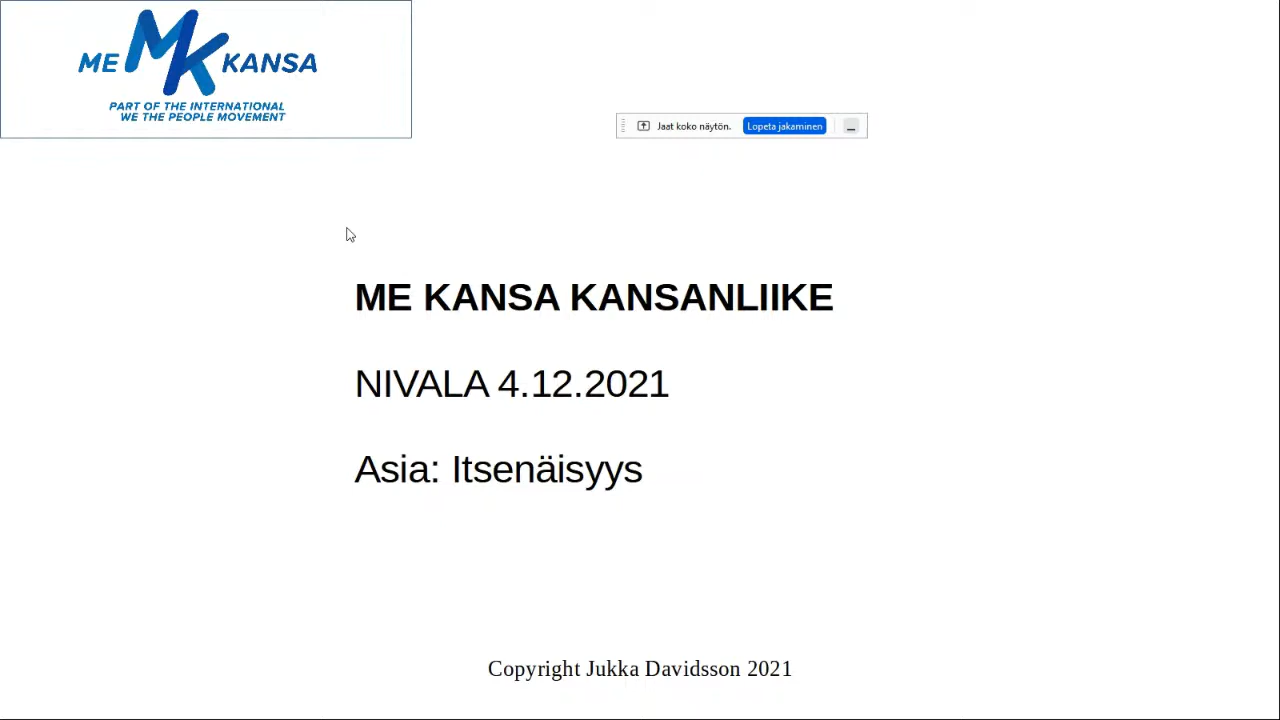 ME MK KANSA
PART OF THE INTERNATIONAL
WE THE PEOPLE MOVEMENT
Jaat koko näytön. Lopeta jakaminen
ME KANSA KANSANLIIKE
NIVALA 4.12.2021
Asia: Itsenäisyys
Copyright Jukka Davidsson 2021